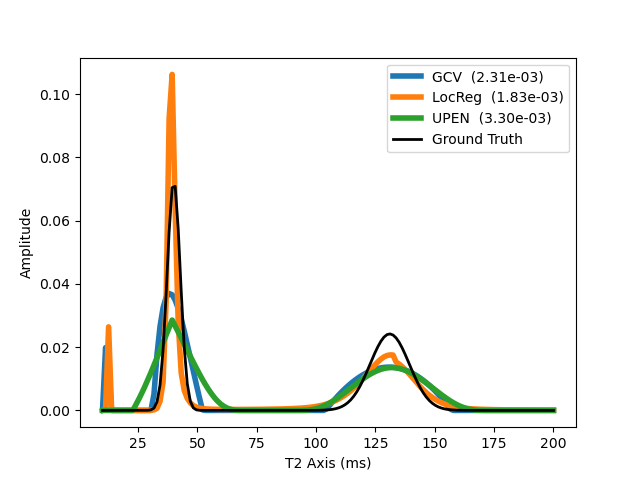 GCV (2.31e-03)
LocReg (1.83e-03)
UPEN (3.30e-03)
Ground Truth
Amplitude
0.10
0.08
0.06
0.04
0.02
0.00
25 50 75 100 125 150 175 200
T2 Axis (ms)